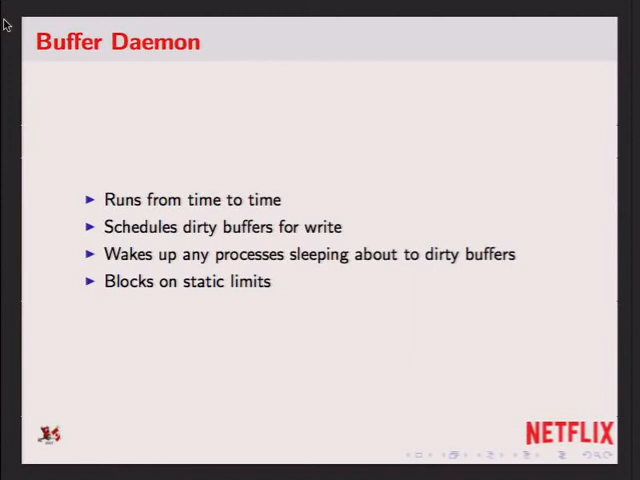 Buffer Daemon
Runs from time to time
Schedules dirty buffers for write
Wakes up any processes sleeping about to dirty buffers
Blocks on static limits
NETFLIX